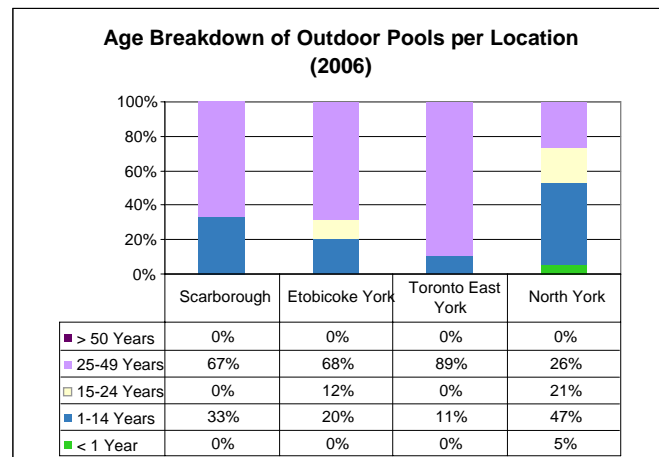 Age Breakdown of Outdoor Pools per Location
(2006)
100%
80%
60%
40%
20%
0%
Scarborough Etobicoke York Toronto East York North York
> 50 Years 0% 0% 0% 0%
25-49 Years 67% 68% 89% 26%
15-24 Years 0% 12% 0% 21%
1-14 Years 33% 20% 11% 47%
< 1 Year 0% 0% 0% 5%